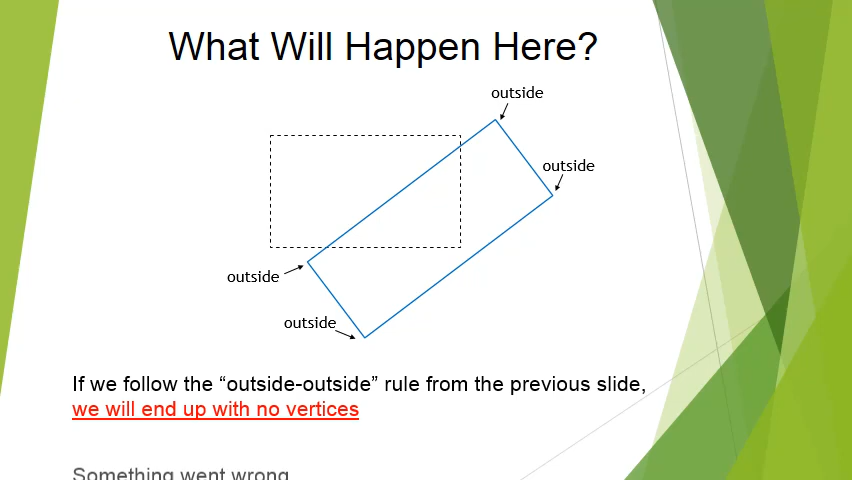 What Will Happen Here?
outside
outside
outside
outside
If we follow the “outside-outside” rule from the previous slide,
we will end up with no vertices
Something went wrong